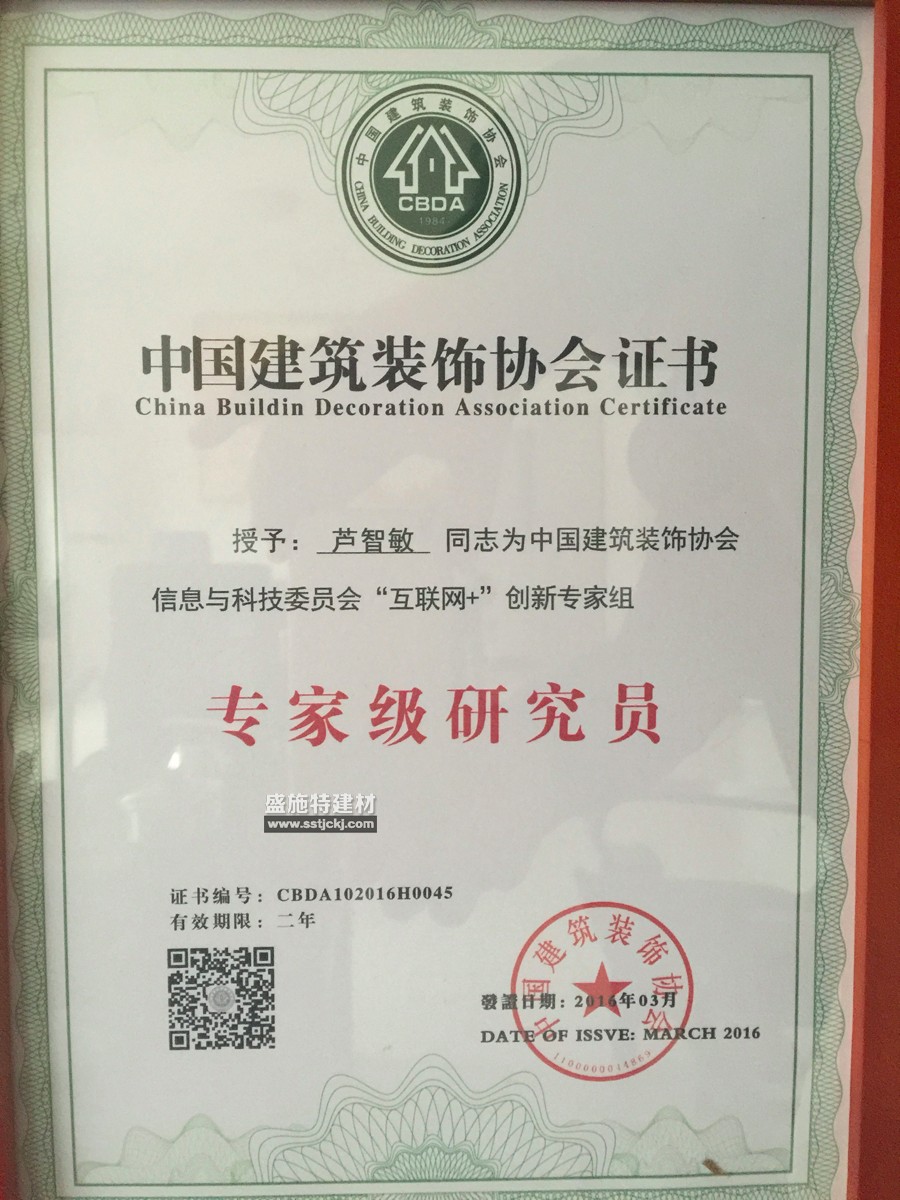 中国建筑装饰协会
CBDA
1984
CHINA BUILDING DECORATION ASSOCIATION
中国建筑装饰协会证书
China Buildin Decoration Association Certificate
授予： 芦智敏 同志为中国建筑装饰协会
信息与科技委员会“互联网+”创新专家组
专家级研究员
盛施特建材
www.sstjckj.com
证书编号：CBDA102016H0045
有效期限：二年
中国建筑装饰协会
發證日期：2016年03月
DATE OF ISSVE: MARCH 2016
1100000014869